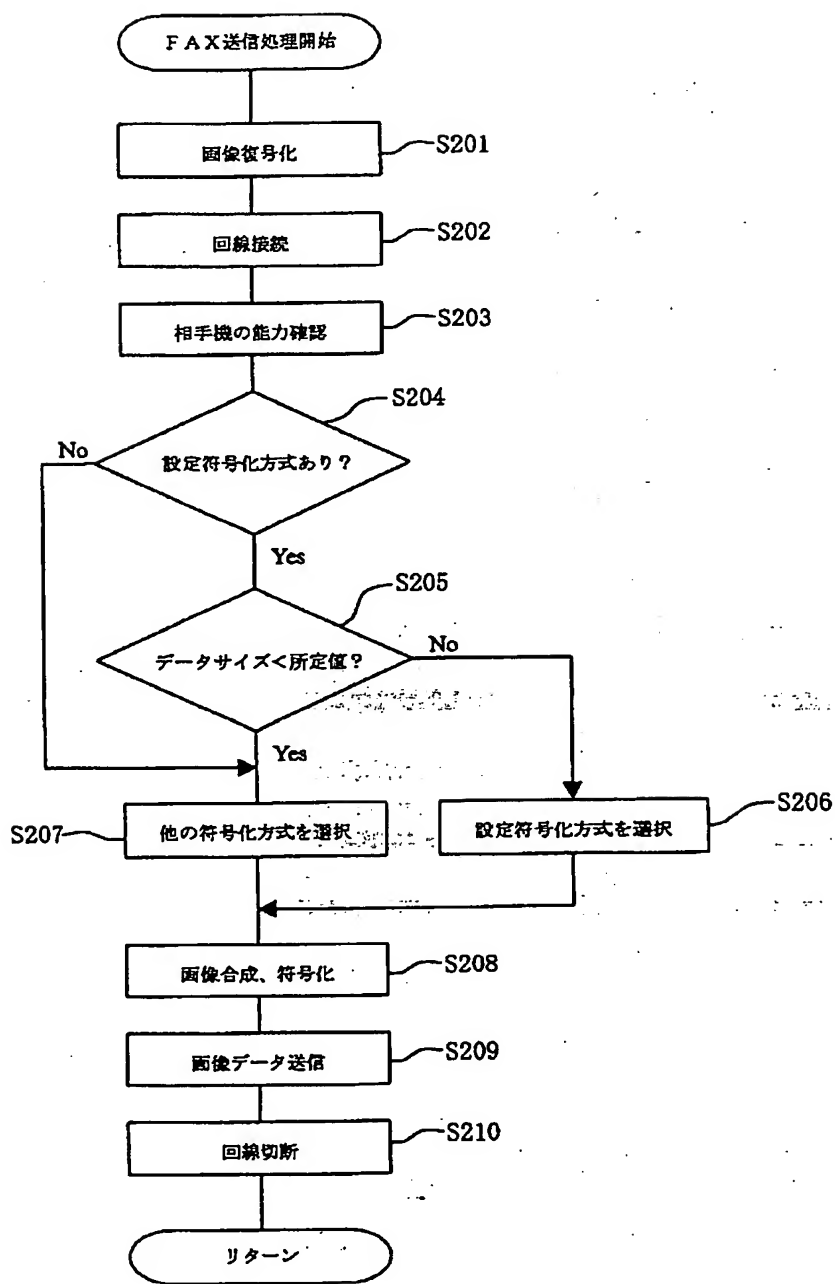 FAX送信処理開始
画像復号化
S201
回線接続
S202
相手機の能力確認
S203
S204
No
設定符号化方式あり?
Yes
S205
データサイズ<所定値?
No
Yes
S207
他の符号化方式を選択
設定符号化方式を選択
S206
画像合成、符号化
S208
画像データ送信
S209
回線切断
S210
リターン